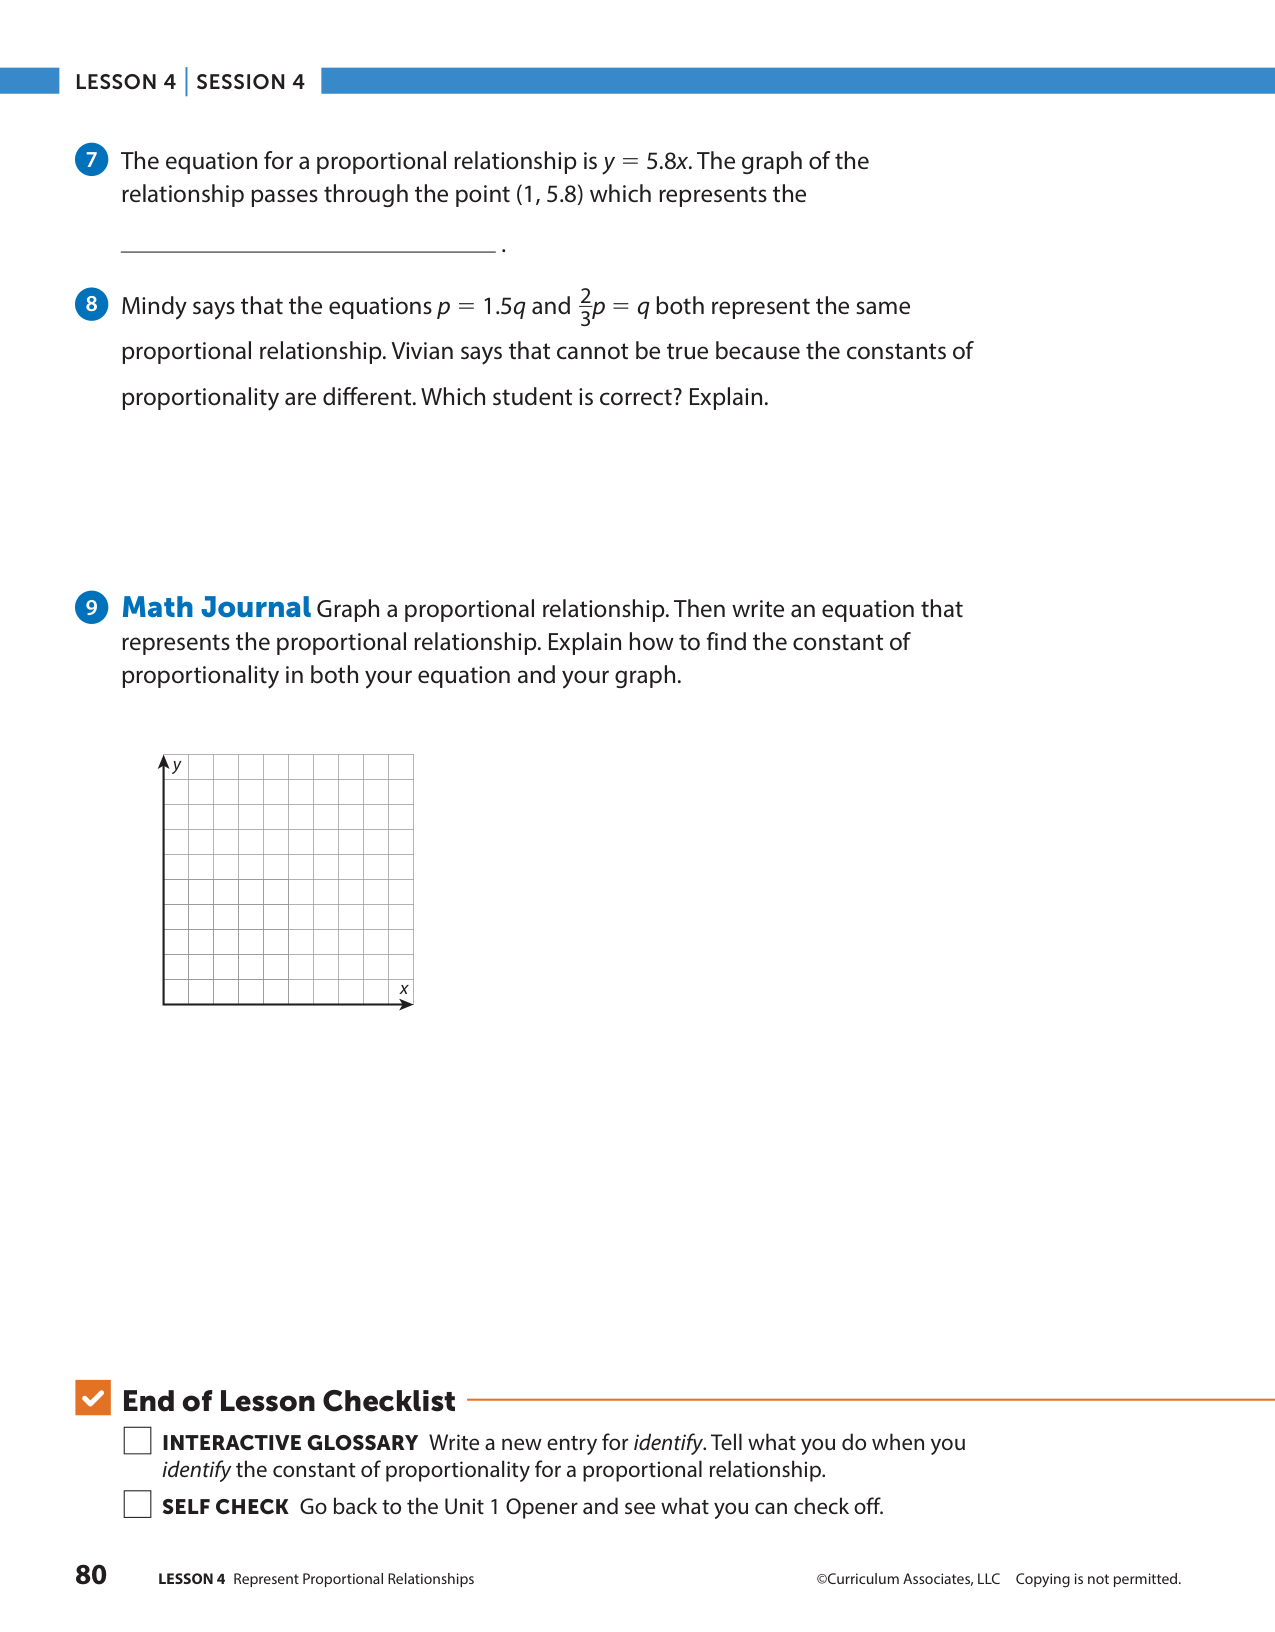 LESSON 4 | SESSION 4
7 The equation for a proportional relationship is y = 5.8x. The graph of the
relationship passes through the point (1, 5.8) which represents the
______________________________ .
8 Mindy says that the equations p = 1.5q and 2/3p = q both represent the same
proportional relationship. Vivian says that cannot be true because the constants of
proportionality are different. Which student is correct? Explain.
9 Math Journal Graph a proportional relationship. Then write an equation that
represents the proportional relationship. Explain how to find the constant of
proportionality in both your equation and your graph.
y
x
End of Lesson Checklist
INTERACTIVE GLOSSARY Write a new entry for identify. Tell what you do when you
identify the constant of proportionality for a proportional relationship.
SELF CHECK Go back to the Unit 1 Opener and see what you can check off.
80 LESSON 4 Represent Proportional Relationships ©Curriculum Associates, LLC Copying is not permitted.